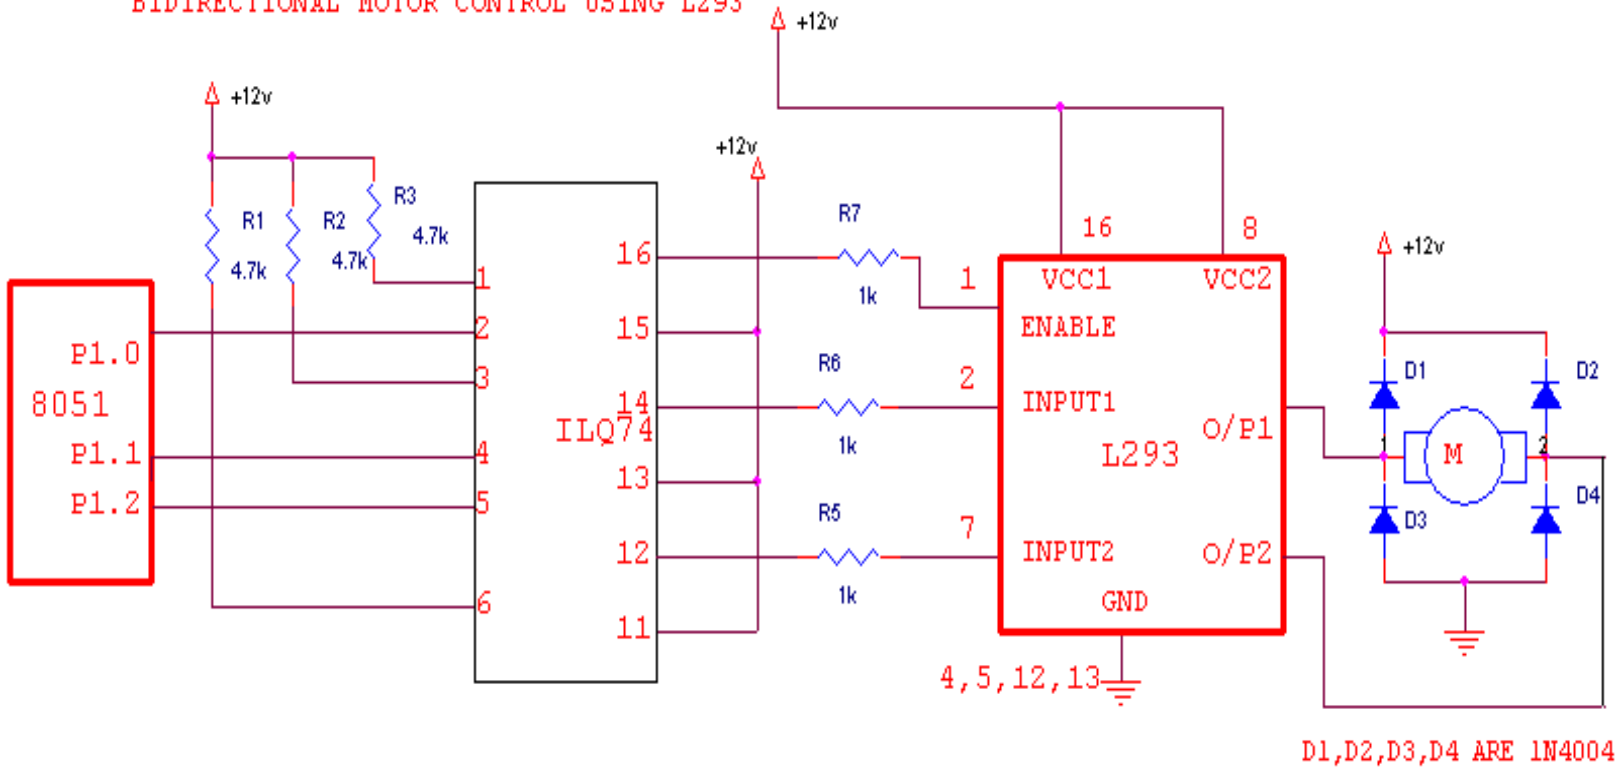 BIDIRECTIONAL MOTOR CONTROL USING L293
+12v
+12v
+12v
+12v
R1
4.7k
R2
4.7k
R3
4.7k
8051
P1.0
P1.1
P1.2
1
2
3
4
5
6
ILQ74
16
15
14
13
12
11
R7
1k
R6
1k
R5
1k
1
2
7
16
8
VCC1
VCC2
ENABLE
INPUT1
O/P1
L293
INPUT2
O/P2
GND
4,5,12,13
D1
D2
1
M
2
D3
D4
D1,D2,D3,D4 ARE 1N4004